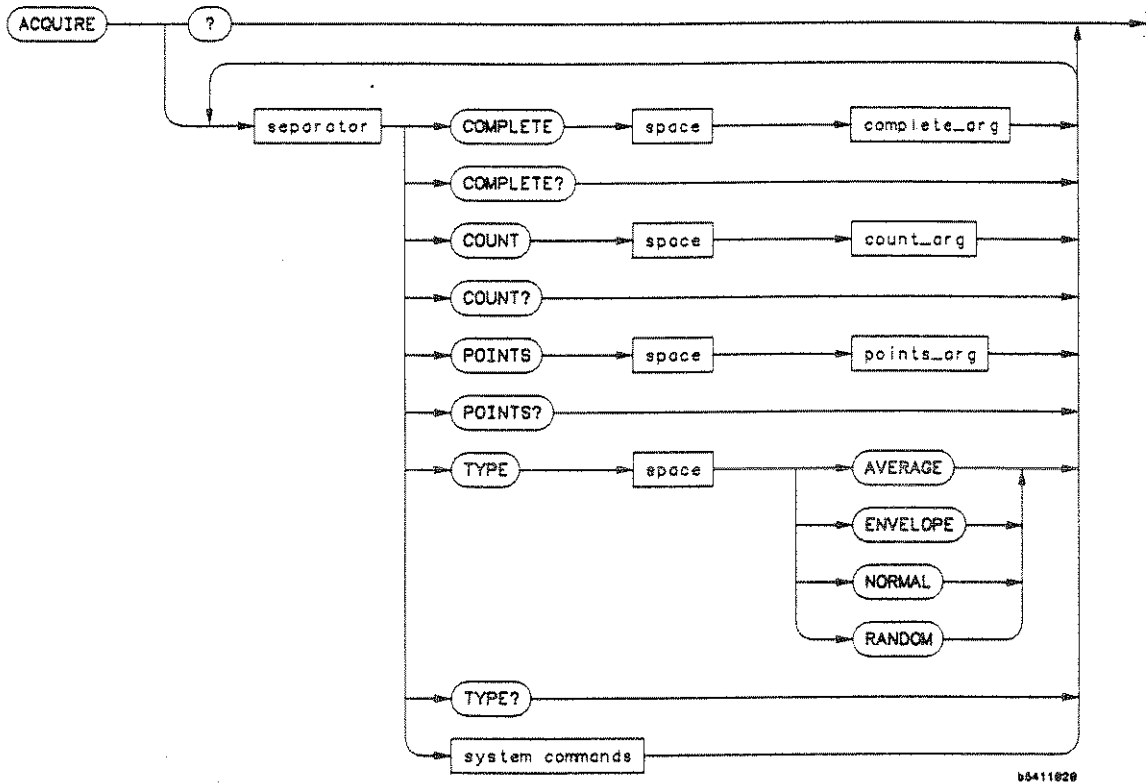 ACQUIRE ?
separator COMPLETE space complete_arg
COMPLETE?
COUNT space count_arg
COUNT?
POINTS space points_arg
POINTS?
TYPE space AVERAGE
ENVELOPE
NORMAL
RANDOM
TYPE?
system commands
b5411828